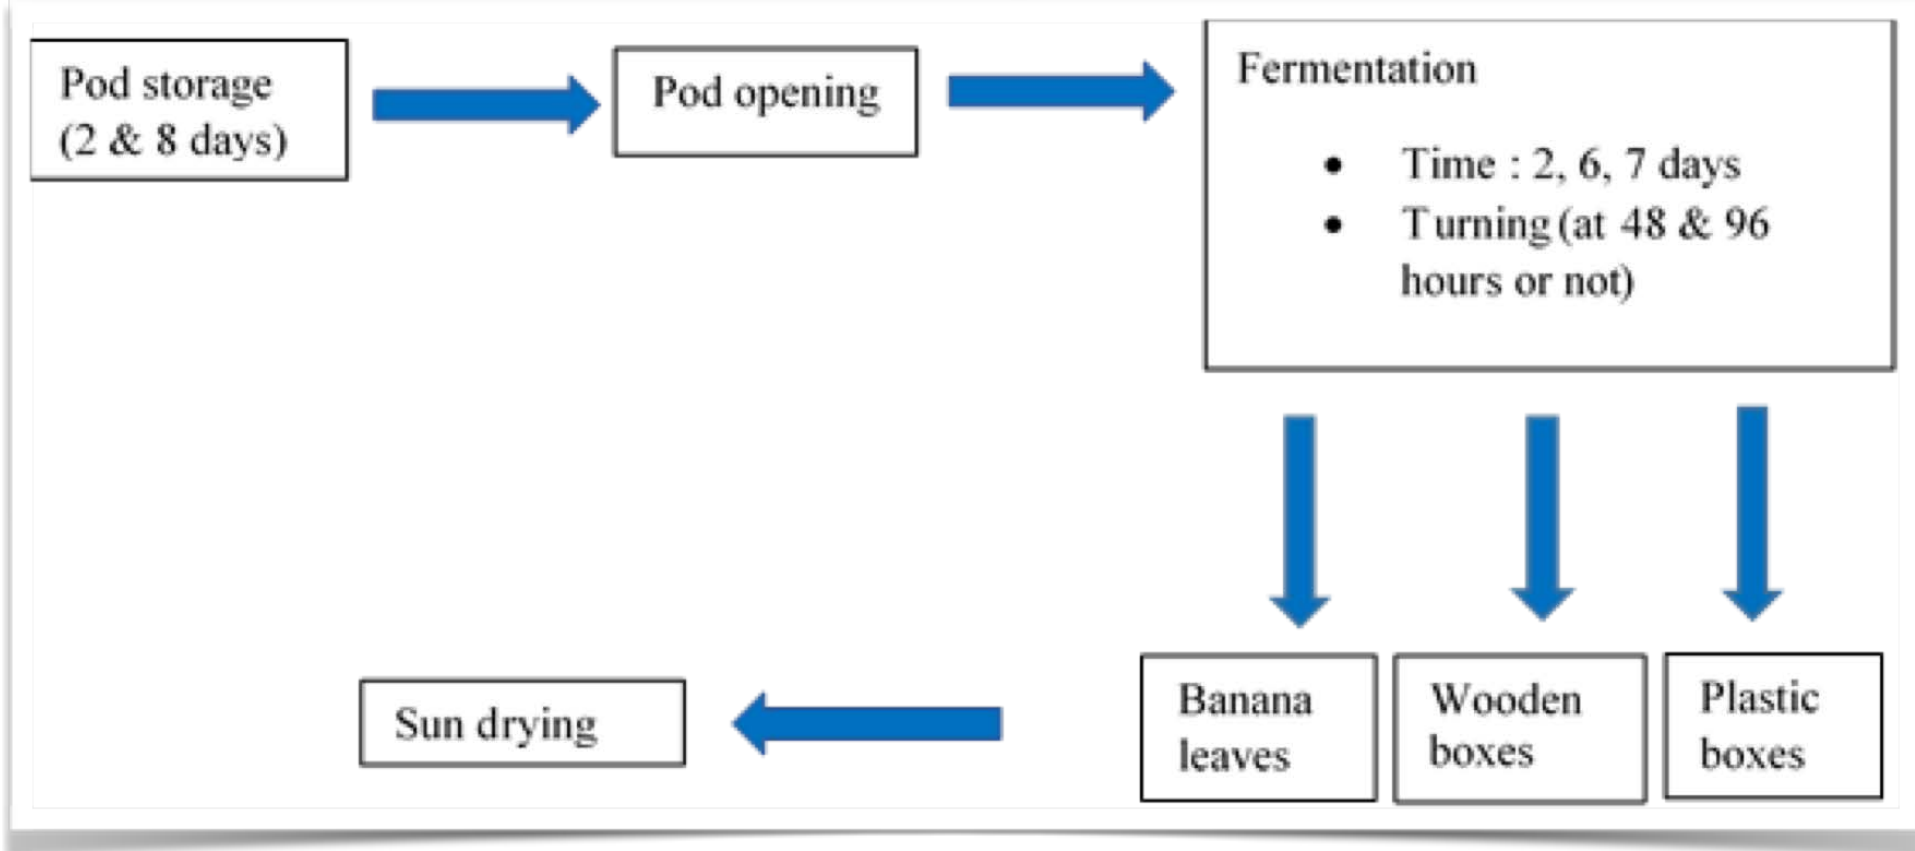 Pod storage
(2 & 8 days)
Pod opening
Fermentation
• Time : 2, 6, 7 days
• Turning (at 48 & 96
hours or not)
Banana
leaves
Wooden
boxes
Plastic
boxes
Sun drying